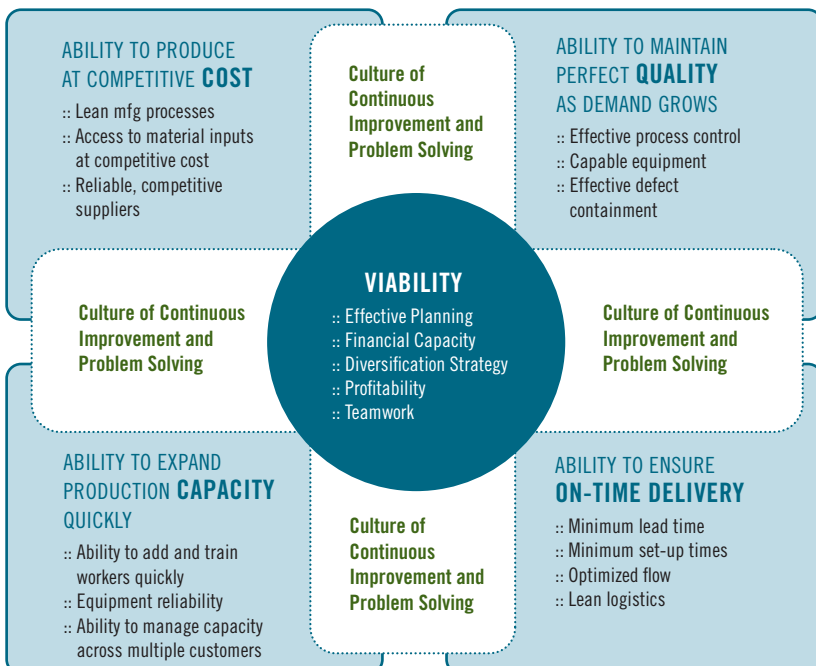 ABILITY TO PRODUCE
AT COMPETITIVE COST
:: Lean mfg processes
:: Access to material inputs
at competitive cost
:: Reliable, competitive
suppliers
Culture of
Continuous
Improvement and
Problem Solving
ABILITY TO MAINTAIN
PERFECT QUALITY
AS DEMAND GROWS
:: Effective process control
:: Capable equipment
:: Effective defect
containment
Culture of Continuous
Improvement and
Problem Solving
VIABILITY
:: Effective Planning
:: Financial Capacity
:: Diversification Strategy
:: Profitability
:: Teamwork
Culture of Continuous
Improvement and
Problem Solving
ABILITY TO EXPAND
PRODUCTION CAPACITY
QUICKLY
:: Ability to add and train
workers quickly
:: Equipment reliability
:: Ability to manage capacity
across multiple customers
Culture of
Continuous
Improvement and
Problem Solving
ABILITY TO ENSURE
ON-TIME DELIVERY
:: Minimum lead time
:: Minimum set-up times
:: Optimized flow
:: Lean logistics